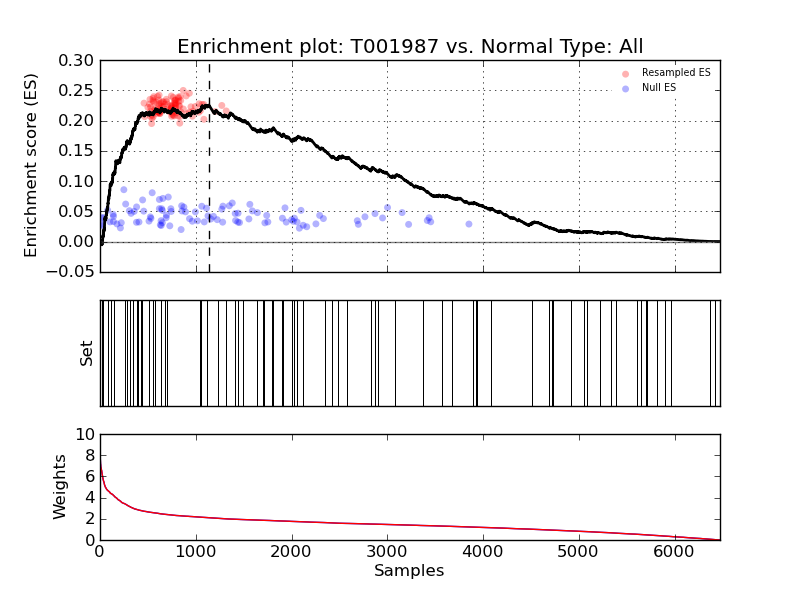 Enrichment plot: T001987 vs. Normal Type: All
Enrichment score (ES)
0.30
0.25
0.20
0.15
0.10
0.05
0.00
−0.05
Resampled ES
Null ES
Set
Weights
10
8
6
4
2
0
0 1000 2000 3000 4000 5000 6000
Samples